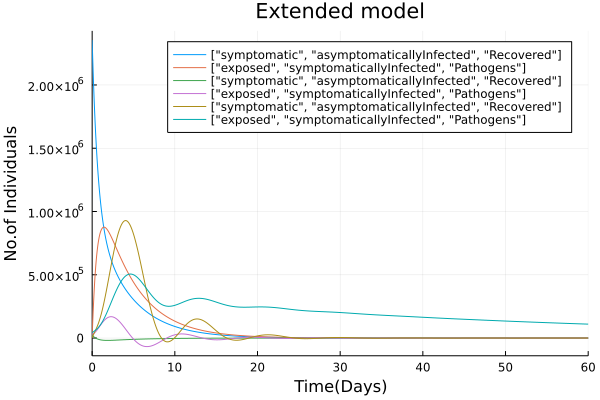 Extended model
["symptomatic", "asymptomaticallyInfected", "Recovered"]
["exposed", "symptomaticallyInfected", "Pathogens"]
["symptomatic", "asymptomaticallyInfected", "Recovered"]
["exposed", "symptomaticallyInfected", "Pathogens"]
["symptomatic", "asymptomaticallyInfected", "Recovered"]
["exposed", "symptomaticallyInfected", "Pathogens"]
No.of Individuals
2.00×10⁶
1.50×10⁶
1.00×10⁶
5.00×10⁵
0
0 10 20 30 40 50 60
Time(Days)